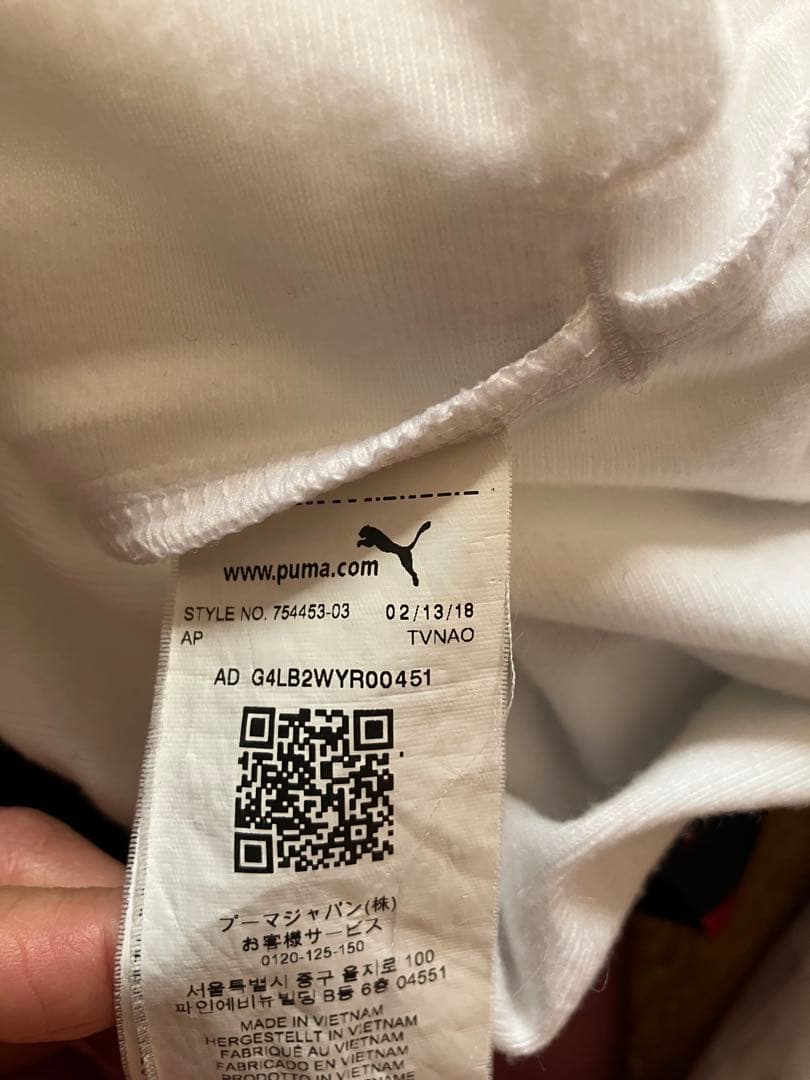 www.puma.com
STYLE NO. 754453-03 02/13/18
AP TVNAO
AD G4LB2WYR00451
プーマジャパン(株)
お客様サービス
0120-125-150
서울특별시 중구 을지로 100
파인에비뉴빌딩 B동 6층 04551
MADE IN VIETNAM
HERGESTELLT IN VIETNAM
FABRIQUÉ AU VIETNAM
FABRICADO EN VIETNAM
PRODOTTO IN VIETNAM